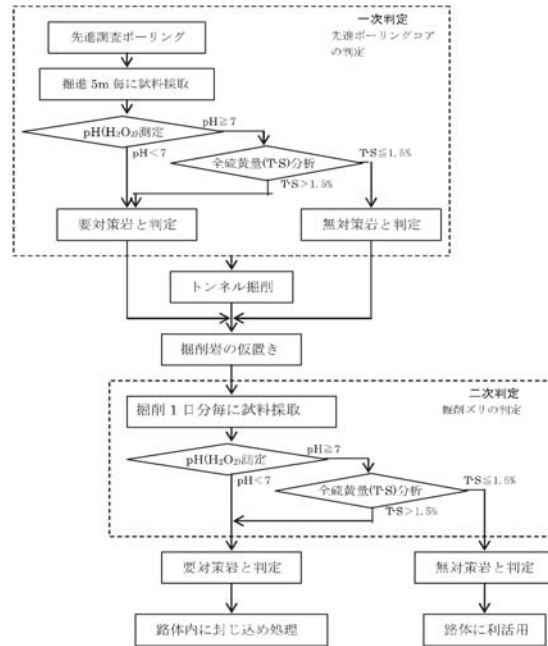 一次判定
先進ボーリングコア
の判定
先進調査ボーリング
掘進 5m 毎に試料採取
pH(H₂O₂)測定
pH≧7
pH<7
全硫黄量(T-S)分析
T-S≦1.5%
T-S>1.5%
要対策岩と判定
無対策岩と判定
トンネル掘削
掘削岩の仮置き
二次判定
掘削ズリの判定
掘削 1 日分毎に試料採取
pH(H₂O₂)測定
pH≧7
pH<7
全硫黄量(T-S)分析
T-S≦1.5%
T-S>1.5%
要対策岩と判定
無対策岩と判定
路体内に封じ込め処理
路体に利活用